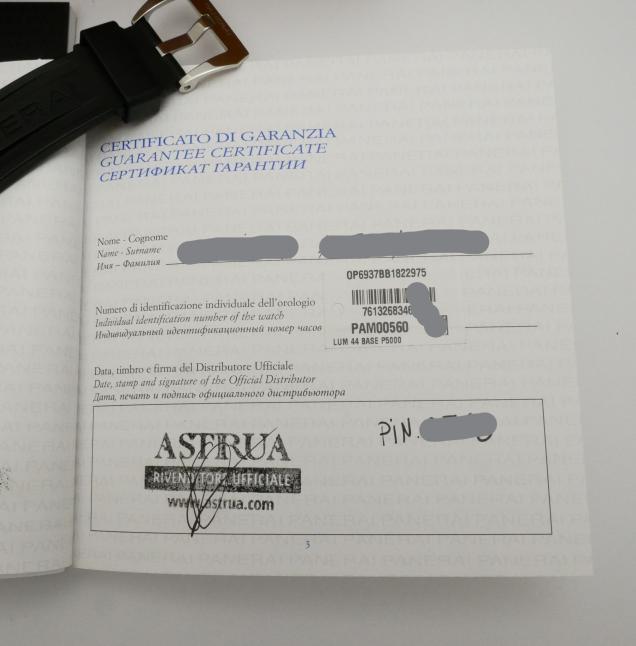 CERTIFICATO DI GARANZIA
GUARANTEE CERTIFICATE
СЕРТИФИКАТ ГАРАНТИИ
Nome - Cognome
Name - Surname
Имя – Фамилия
OP6937BB1822975
Numero di identificazione individuale dell'orologio
Individual identification number of the watch
Индивидуальный идентификационный номер часов
761326834
PAM00560
LUM 44 BASE P5000
Data, timbro e firma del Distributore Ufficiale
Date, stamp and signature of the Official Distributor
Дата, печать и подпись официального дистрибьютора
ASTRUA
RIVENDITORE UFFICIALE
www.astrua.com
PIN.
3